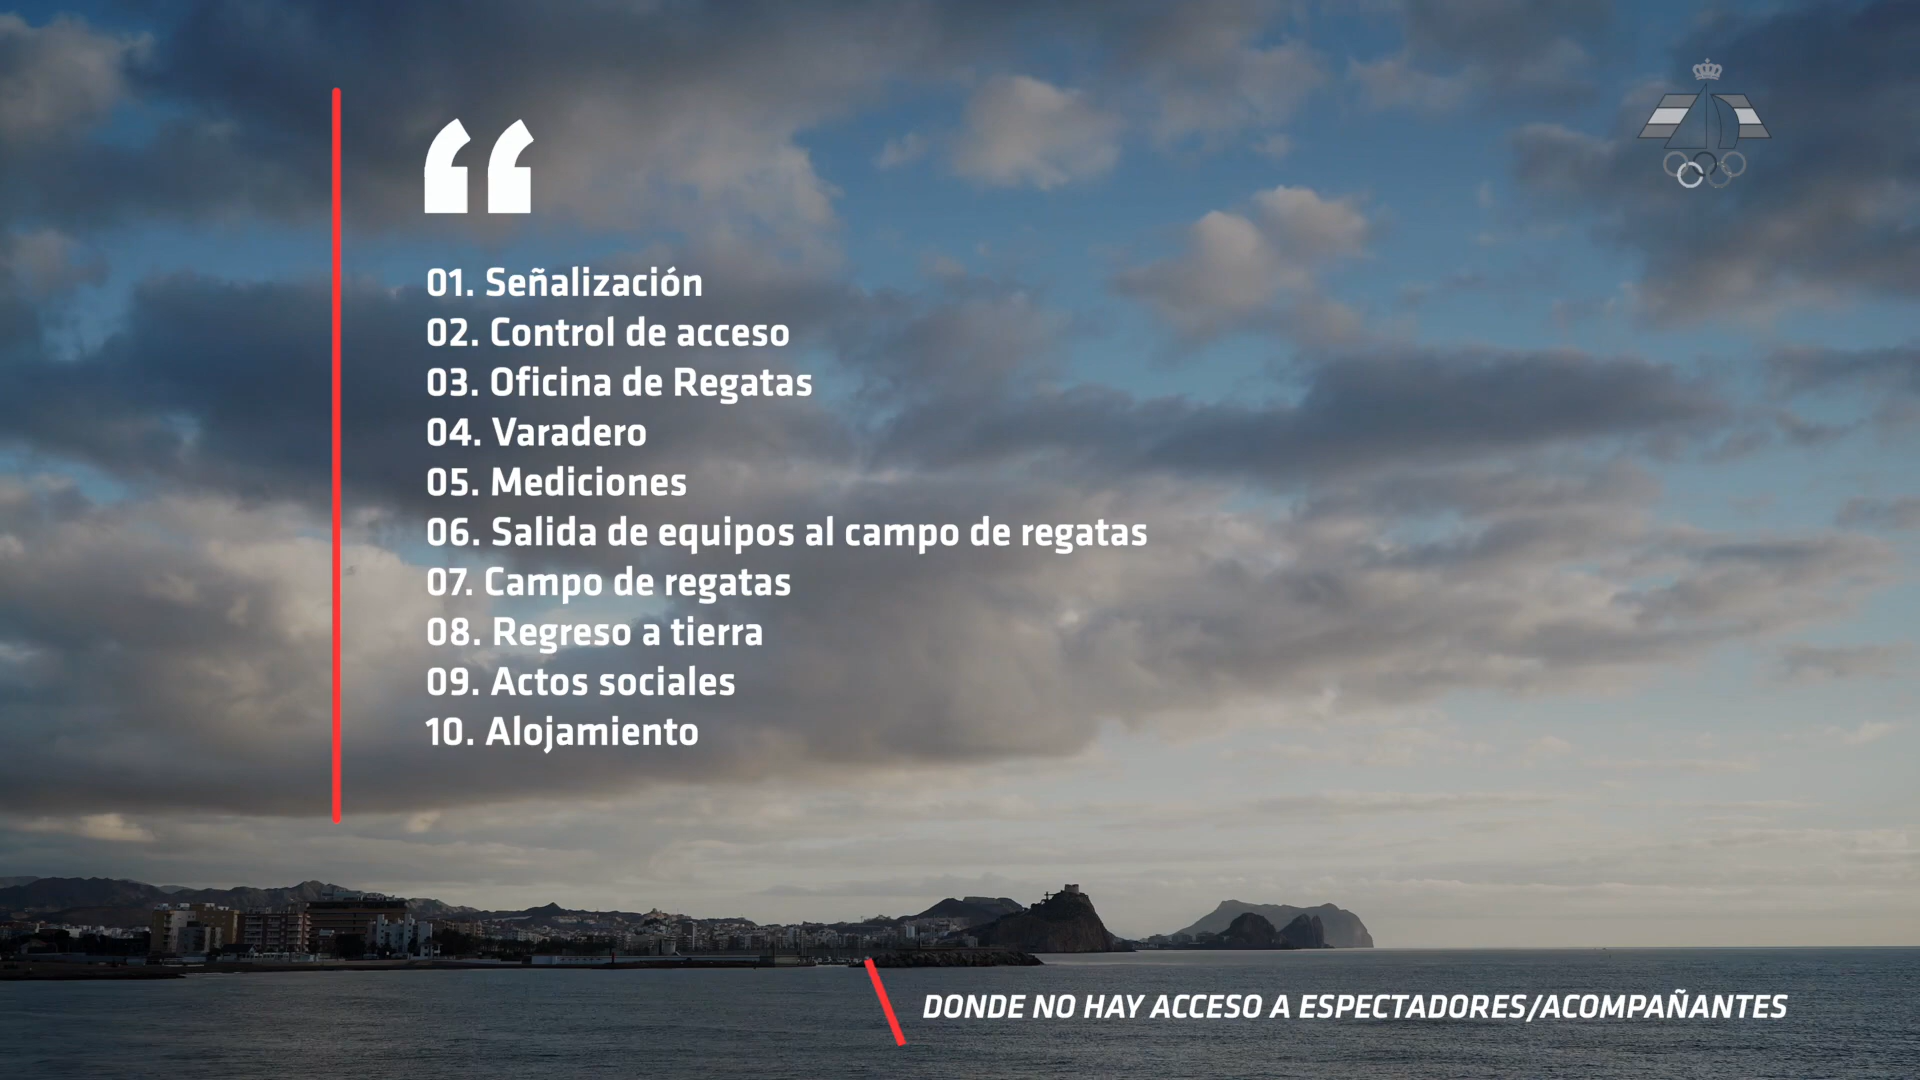 “
01. Señalización
02. Control de acceso
03. Oficina de Regatas
04. Varadero
05. Mediciones
06. Salida de equipos al campo de regatas
07. Campo de regatas
08. Regreso a tierra
09. Actos sociales
10. Alojamiento
DONDE NO HAY ACCESO A ESPECTADORES/ACOMPAÑANTES